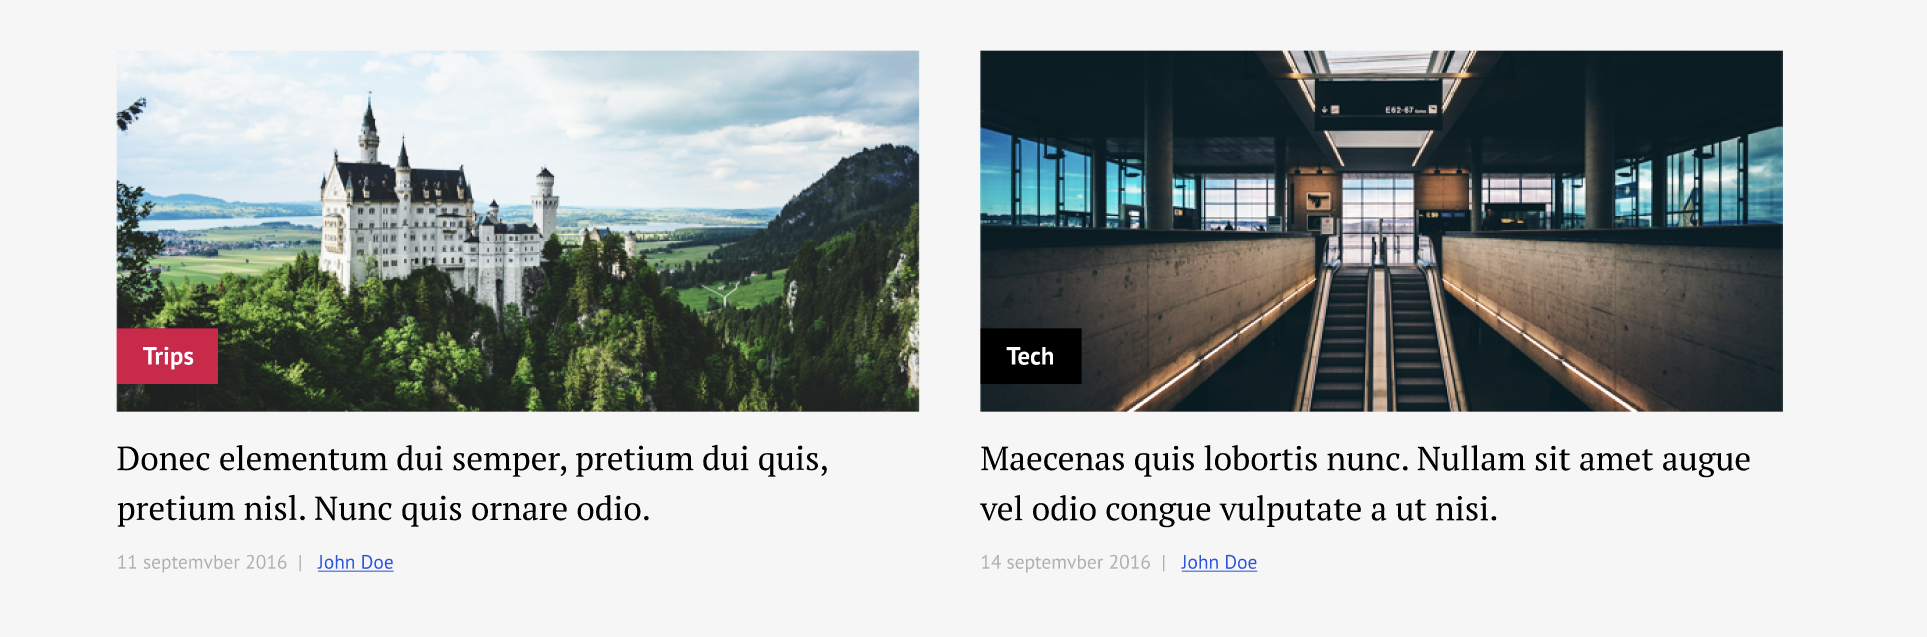 E62-67
Trips
Tech
Donec elementum dui semper, pretium dui quis,
pretium nisl. Nunc quis ornare odio.
11 septemvber 2016 | John Doe
Maecenas quis lobortis nunc. Nullam sit amet augue
vel odio congue vulputate a ut nisi.
14 septemvber 2016 | John Doe